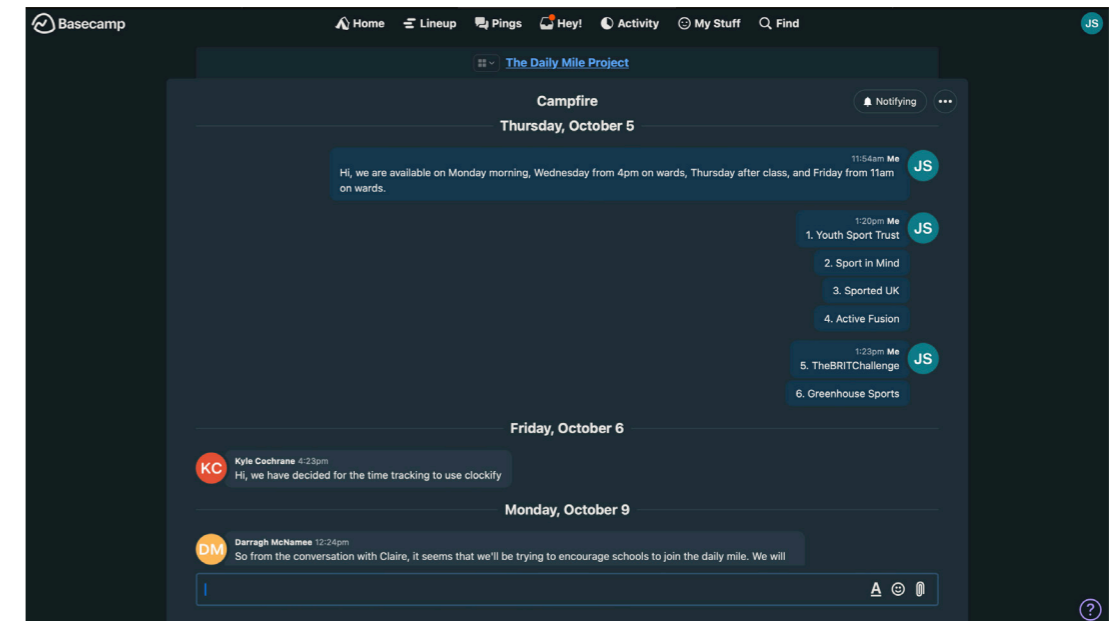 Basecamp
Home Lineup Pings Hey! Activity My Stuff Find JS
The Daily Mile Project
Campfire
Notifying
Thursday, October 5
11:54am Me
JS
Hi, we are available on Monday morning, Wednesday from 4pm on wards, Thursday after class, and Friday from 11am
on wards.
1:20pm Me
JS
1. Youth Sport Trust
2. Sport in Mind
3. Sported UK
4. Active Fusion
1:23pm Me
JS
5. TheBRITChallenge
6. Greenhouse Sports
Friday, October 6
KC
Kyle Cochrane 4:23pm
Hi, we have decided for the time tracking to use clockify
Monday, October 9
DM
Darragh McNamee 12:24pm
So from the conversation with Claire, it seems that we'll be trying to encourage schools to join the daily mile. We will
A
?